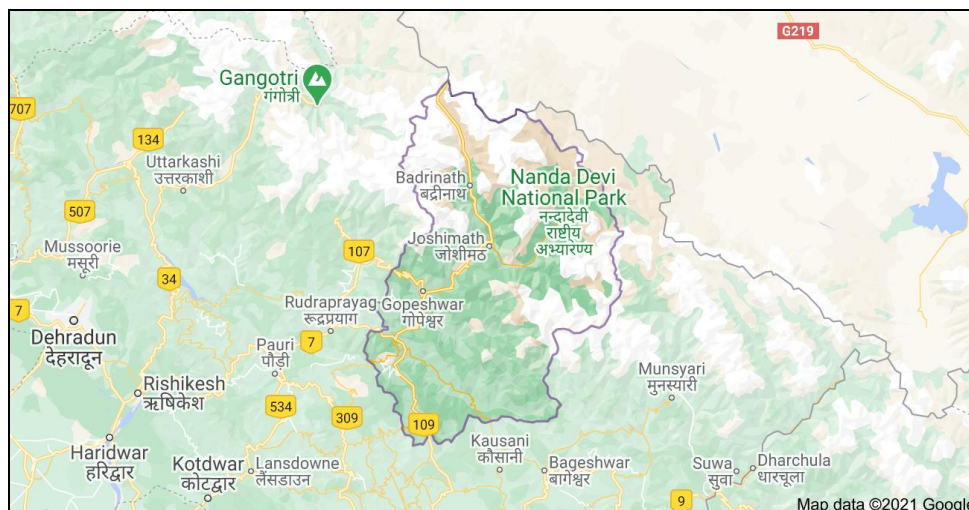 G219
Gangotri
गंगोत्री
707
134
Uttarkashi
उत्तरकाशी
Badrinath
बद्रीनाथ
Nanda Devi
National Park
नन्दादेवी
राष्ट्रीय
अभ्यारण्य
507
Mussoorie
मसूरी
107
Joshimath
जोशीमठ
34
7
Rudraprayag
रूद्रप्रयाग
Gopeshwar
गोपेश्वर
Dehradun
देहरादून
Pauri
पौड़ी
7
Munsyari
मुनस्यारी
Rishikesh
ऋषिकेश
534
309
109
Haridwar
हरिद्वार
Kausani
कौसानी
Kotdwar
कोटद्वार
Lansdowne
लैंसडाउन
Bageshwar
बागेश्वर
Suwa
सुवा
Dharchula
धारचूला
9
Map data ©2021 Google